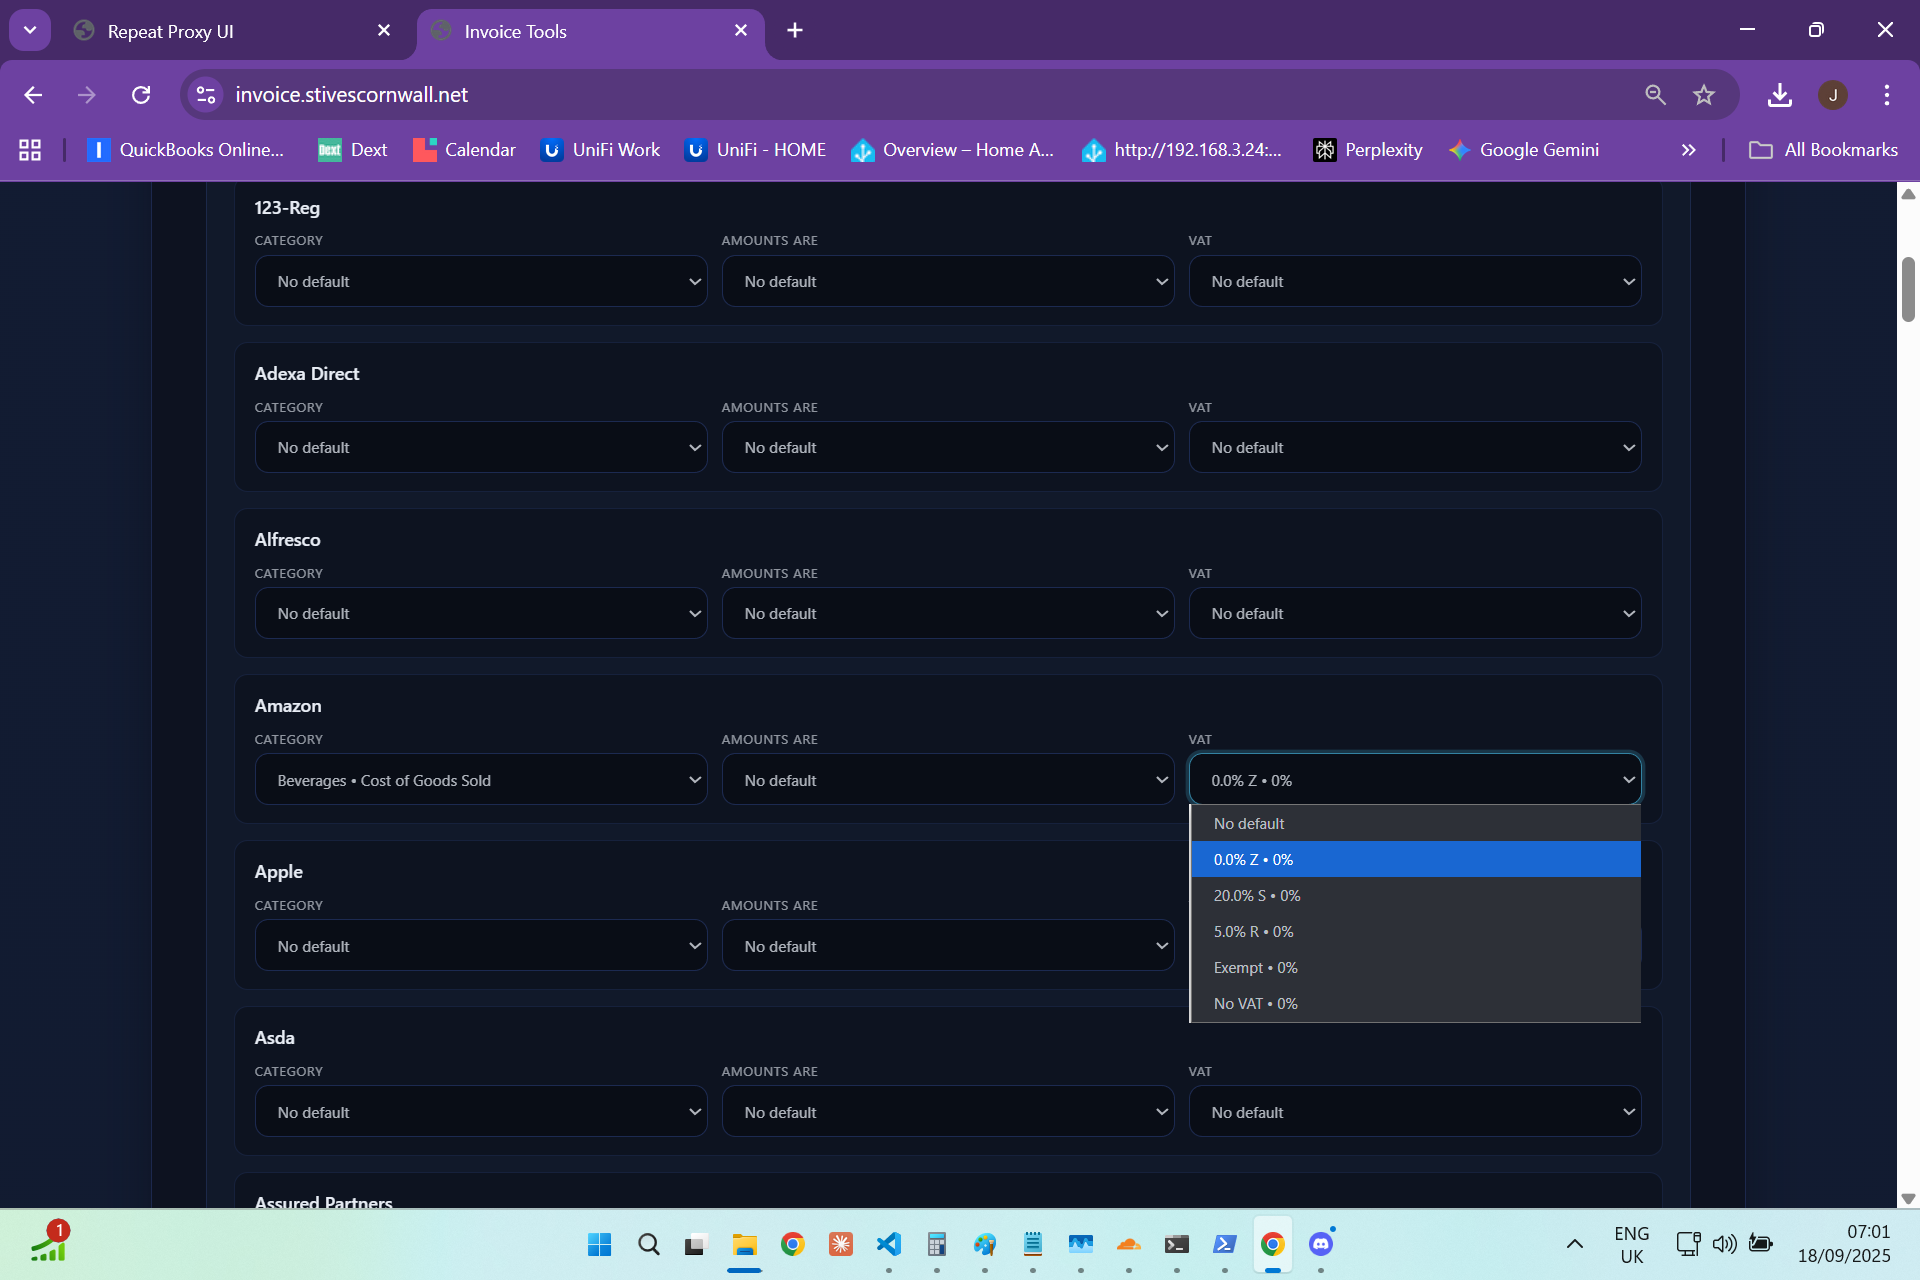 Repeat Proxy UI
Invoice Tools
invoice.stivescornwall.net
J
QuickBooks Online...
Dext Dext
Calendar
UniFi Work
UniFi - HOME
Overview – Home A...
http://192.168.3.24:...
Perplexity
Google Gemini
All Bookmarks
123-Reg
CATEGORY AMOUNTS ARE VAT
No default No default No default
Adexa Direct
CATEGORY AMOUNTS ARE VAT
No default No default No default
Alfresco
CATEGORY AMOUNTS ARE VAT
No default No default No default
Amazon
CATEGORY AMOUNTS ARE VAT
Beverages • Cost of Goods Sold No default 0.0% Z • 0%
No default
0.0% Z • 0%
20.0% S • 0%
5.0% R • 0%
Exempt • 0%
No VAT • 0%
Apple
CATEGORY AMOUNTS ARE
No default No default
Asda
CATEGORY AMOUNTS ARE VAT
No default No default No default
Assured Partners
1
ENG
UK
07:01
18/09/2025